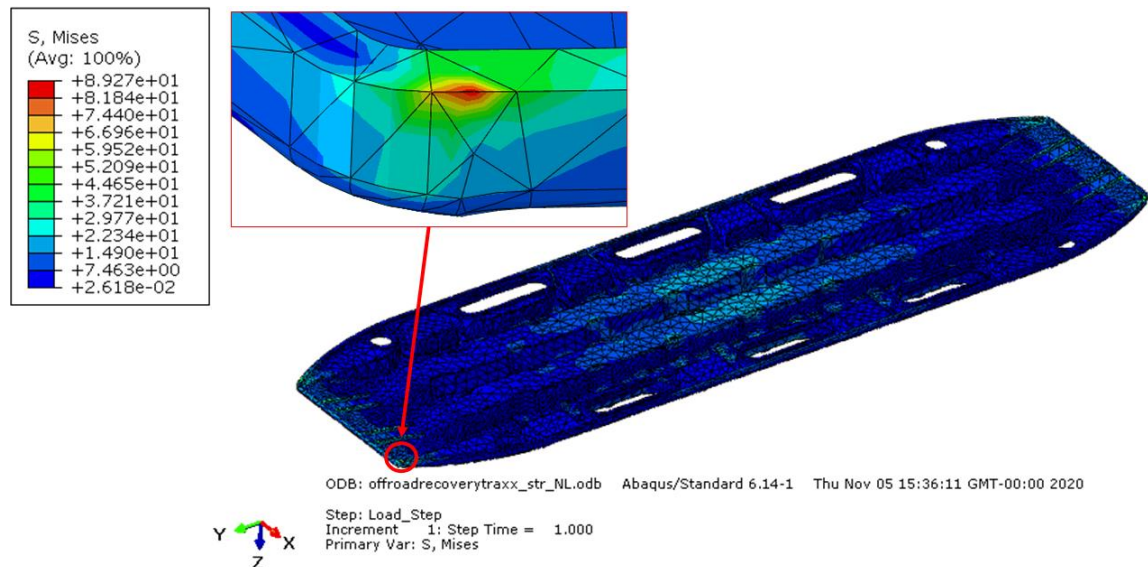 S, Mises
(Avg: 100%)
+8.927e+01
+8.184e+01
+7.440e+01
+6.696e+01
+5.952e+01
+5.209e+01
+4.465e+01
+3.721e+01
+2.977e+01
+2.234e+01
+1.490e+01
+7.463e+00
+2.618e-02
ODB: offroadrecoverytraxx_str_NL.odb Abaqus/Standard 6.14-1 Thu Nov 05 15:36:11 GMT-00:00 2020
Step: Load_Step
Increment 1: Step Time = 1.000
Primary Var: S, Mises
Y
X
Z